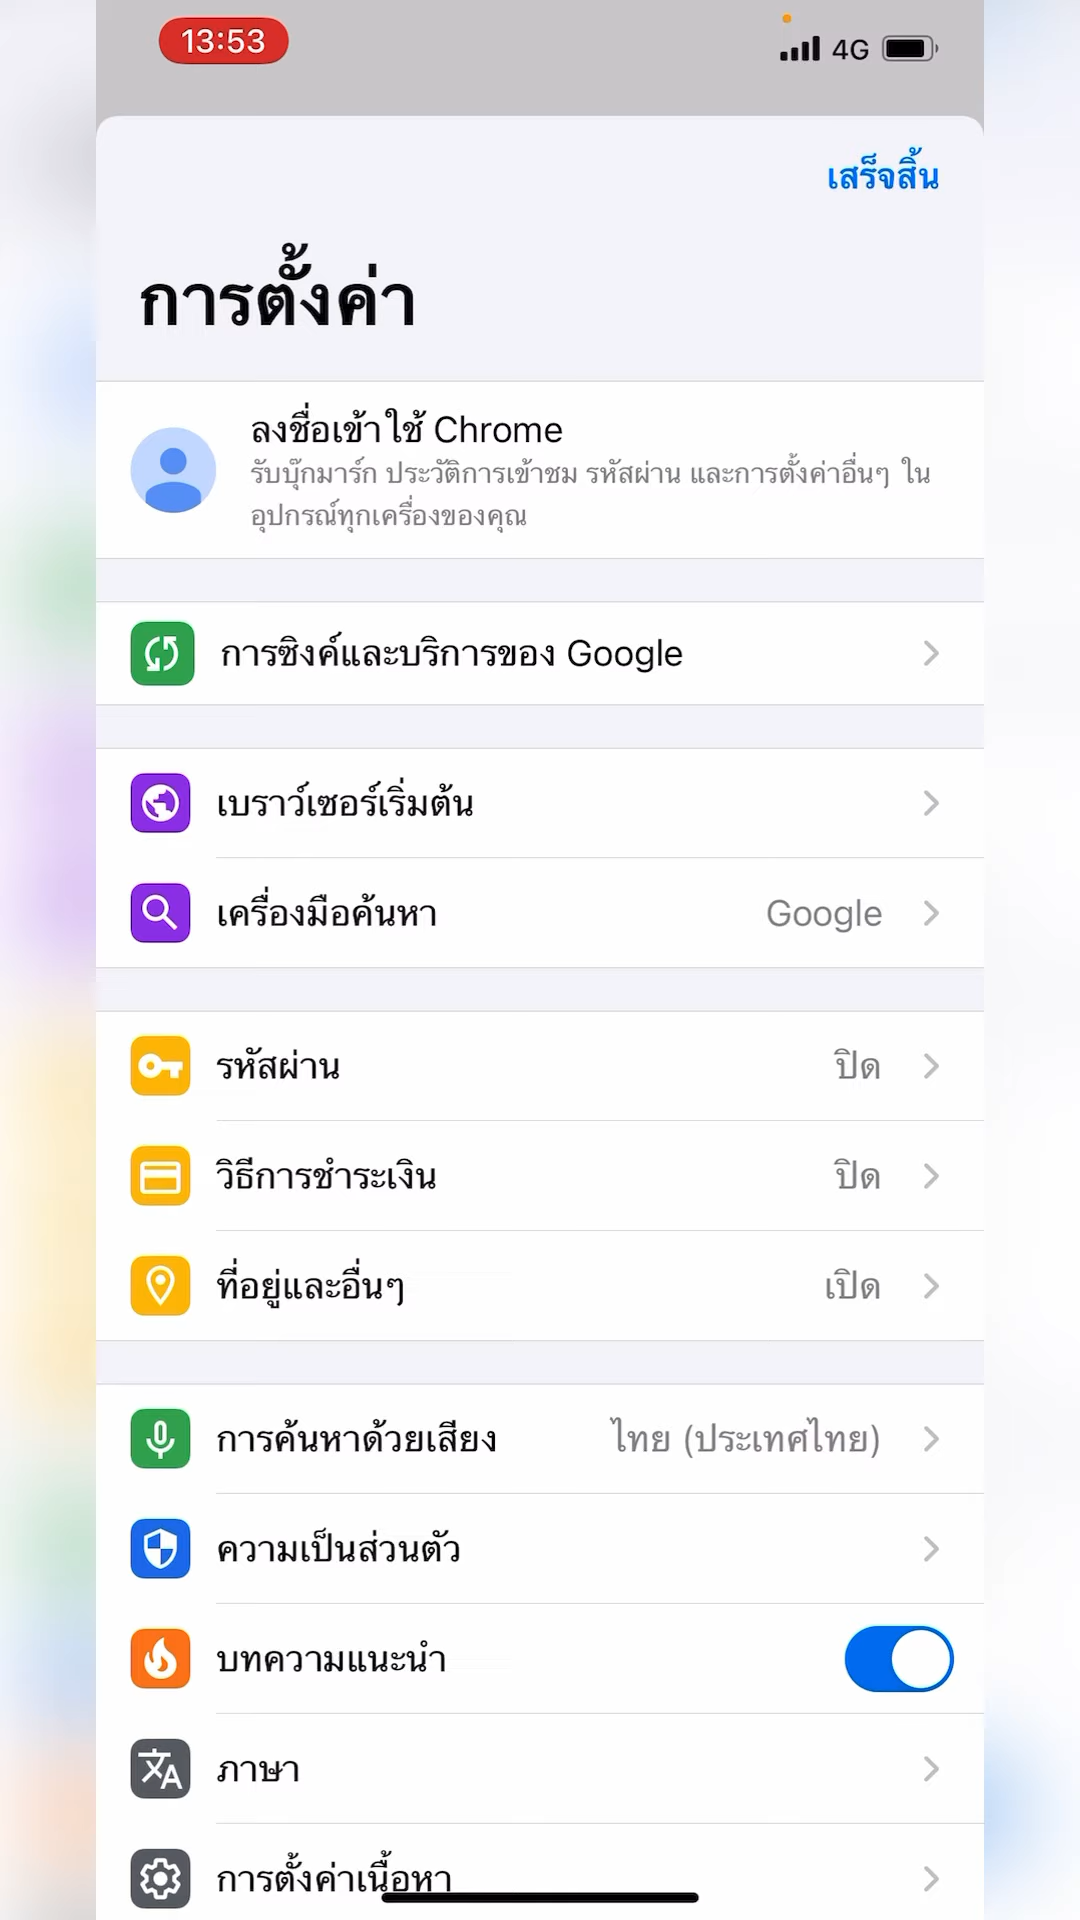 13:53
4G
เสร็จสิ้น
การตั้งค่า
ลงชื่อเข้าใช้ Chrome
รับบุ๊กมาร์ก ประวัติการเข้าชม รหัสผ่าน และการตั้งค่าอื่นๆ ใน
อุปกรณ์ทุกเครื่องของคุณ
การซิงค์และบริการของ Google
เบราว์เซอร์เริ่มต้น
เครื่องมือค้นหา Google
รหัสผ่าน ปิด
วิธีการชำระเงิน ปิด
ที่อยู่และอื่นๆ เปิด
การค้นหาด้วยเสียง ไทย (ประเทศไทย)
ความเป็นส่วนตัว
บทความแนะนำ
ภาษา
การตั้งค่าเนื้อหา